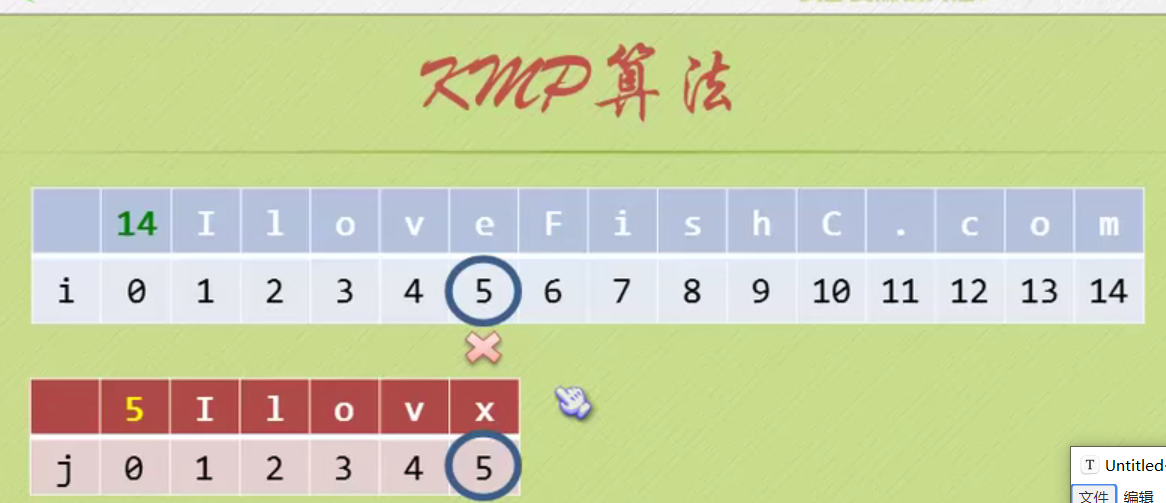 KMP算法
14 I l o v e F i s h C . c o m
i 0 1 2 3 4 5 6 7 8 9 10 11 12 13 14
5 I l o v x
j 0 1 2 3 4 5
T Untitled
文件 编辑